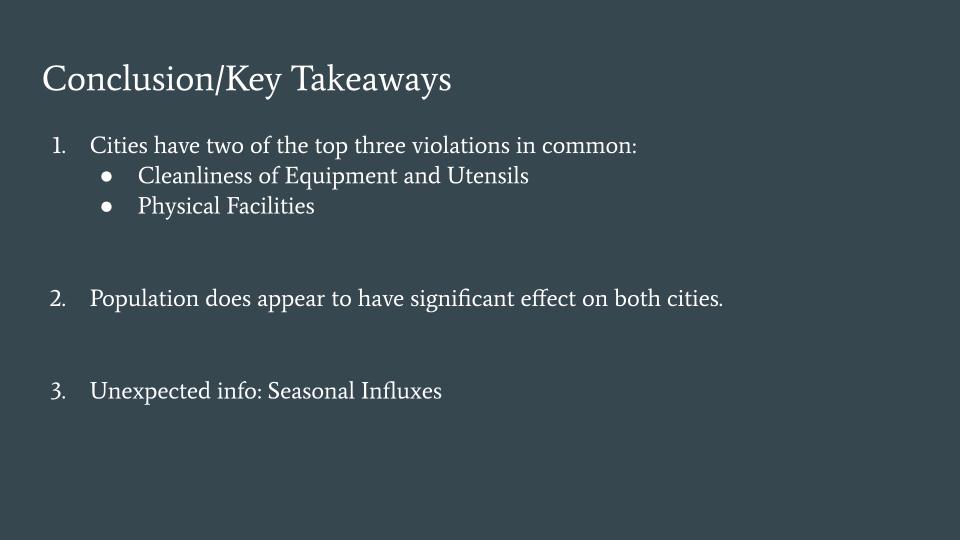 Conclusion/Key Takeaways
1. Cities have two of the top three violations in common:
● Cleanliness of Equipment and Utensils
● Physical Facilities
2. Population does appear to have significant effect on both cities.
3. Unexpected info: Seasonal Influxes